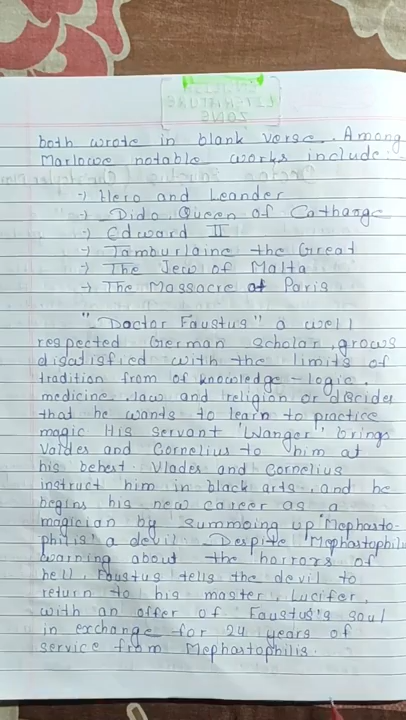 both wrote in blank verse. Among
Marlowe notable works include:-
→ Hero and Leander
→ Dido, Queen of Cathange
→ Edward II
→ Tamburlaine the Great
→ The Jew of Malta
→ The Massacre at Paris
"Doctor Faustus" a well
respected German scholar, grows
disatisfied with the limits of
tradition from of knowledge - logic,
medicine, law and religion or dBrides
that he wants to learn to practice
magic His servant 'Wanger' brings
Valdes and Cornelius to him at
his behest. Vlades and Cornelius
instruct him in black arts, and he
begins his new career as a
magician by summoing up 'Mephasto-
philis' a devil. Despite 'Mephastophilis
warning about the horrors of
hell, Faustus tells the devil to
return to his master, Lucifer,
with an offer of Faustus's soul
in exchange for 24 years of
service from Mephastophilis.